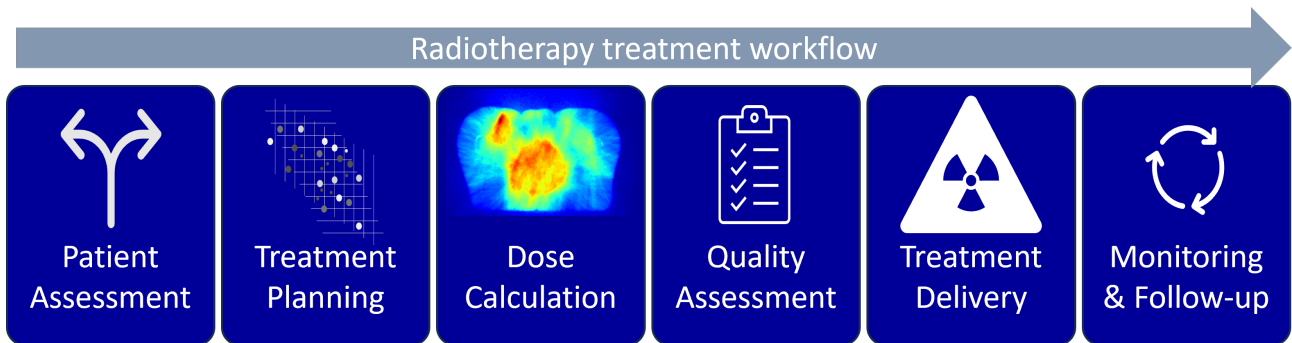 Radiotherapy treatment workflow
Patient
Assessment
Treatment
Planning
Dose
Calculation
Quality
Assessment
Treatment
Delivery
Monitoring
& Follow-up